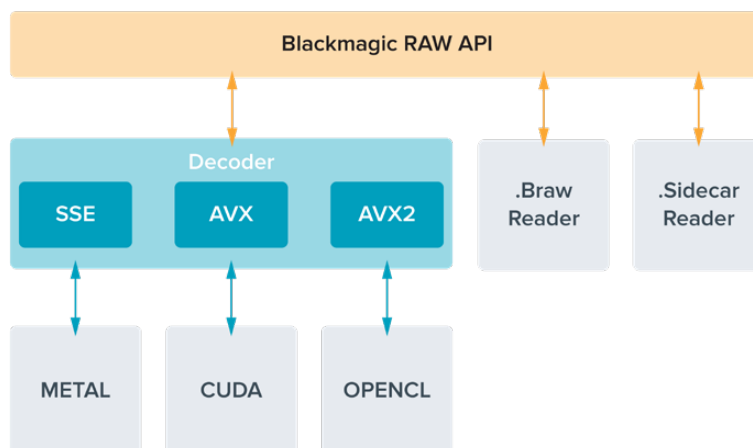 Blackmagic RAW API
Decoder
SSE
AVX
AVX2
.Braw
Reader
.Sidecar
Reader
METAL
CUDA
OPENCL